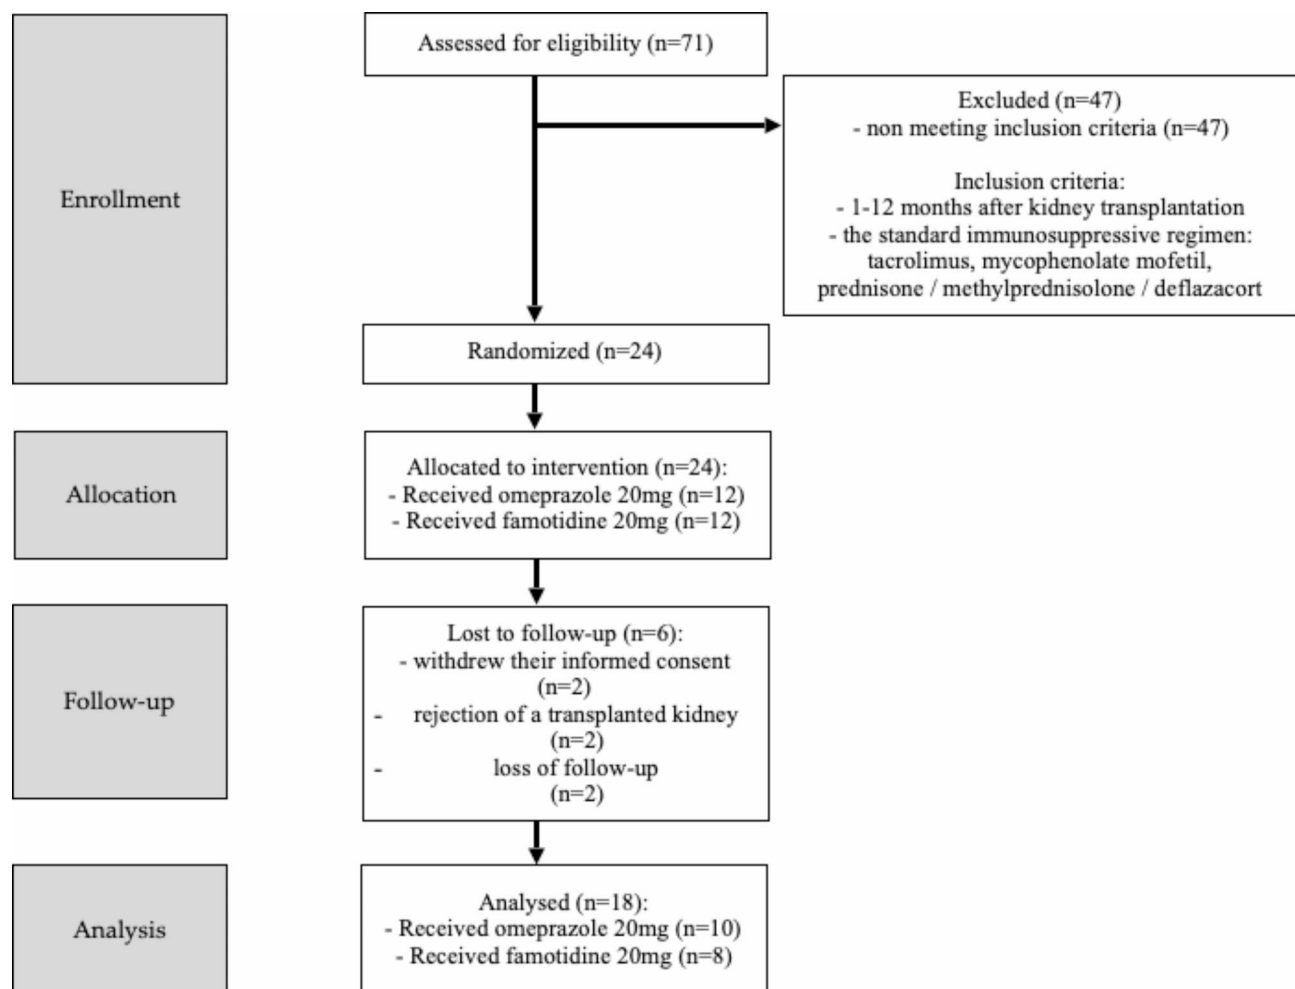 Enrollment
Assessed for eligibility (n=71)
Excluded (n=47)
- non meeting inclusion criteria (n=47)
Inclusion criteria:
- 1-12 months after kidney transplantation
- the standard immunosuppressive regimen:
tacrolimus, mycophenolate mofetil,
prednisone / methylprednisolone / deflazacort
Randomized (n=24)
Allocation
Allocated to intervention (n=24):
- Received omeprazole 20mg (n=12)
- Received famotidine 20mg (n=12)
Follow-up
Lost to follow-up (n=6):
- withdrew their informed consent
(n=2)
- rejection of a transplanted kidney
(n=2)
- loss of follow-up
(n=2)
Analysis
Analysed (n=18):
- Received omeprazole 20mg (n=10)
- Received famotidine 20mg (n=8)